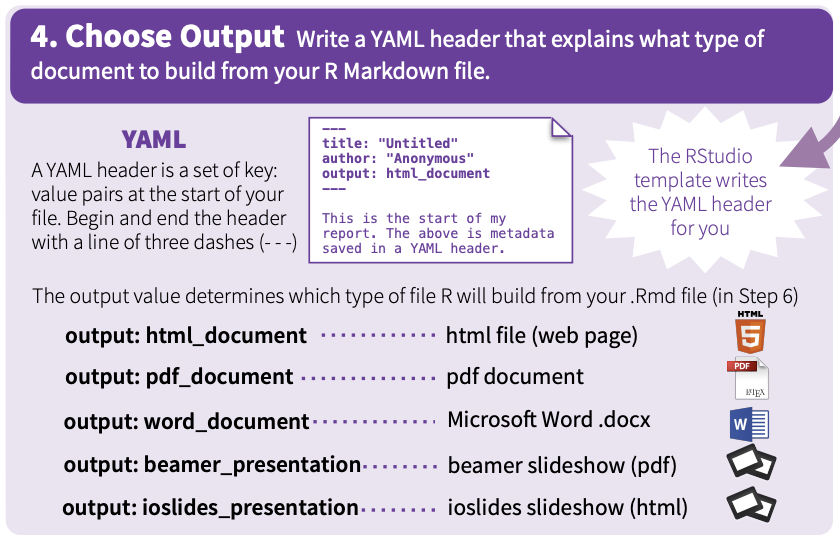 4. Choose Output Write a YAML header that explains what type of
document to build from your R Markdown file.
YAML
A YAML header is a set of key:
value pairs at the start of your
file. Begin and end the header
with a line of three dashes (- - -)
---
title: "Untitled"
author: "Anonymous"
output: html_document
---
This is the start of my
report. The above is metadata
saved in a YAML header.
The RStudio
template writes
the YAML header
for you
The output value determines which type of file R will build from your .Rmd file (in Step 6)
output: html_document ············ html file (web page)
HTML
5
output: pdf_document ············ pdf document
PDF
LATEX
output: word_document ············ Microsoft Word .docx
W
output: beamer_presentation ········ beamer slideshow (pdf)
output: ioslides_presentation ········ ioslides slideshow (html)